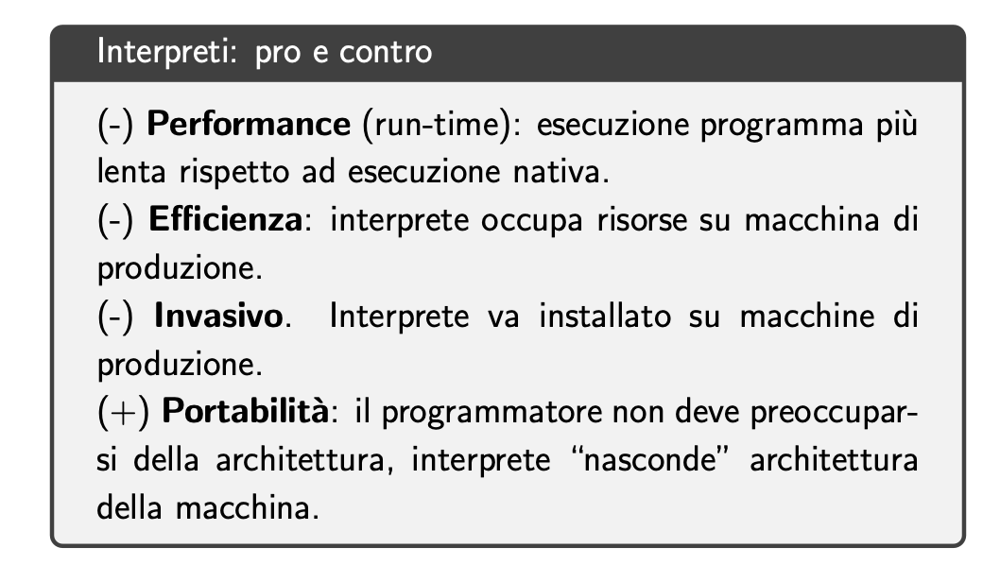 Interpreti: pro e contro
(-) Performance (run-time): esecuzione programma più
lenta rispetto ad esecuzione nativa.
(-) Efficienza: interprete occupa risorse su macchina di
produzione.
(-) Invasivo. Interprete va installato su macchine di
produzione.
(+) Portabilità: il programmatore non deve preoccupar-
si della architettura, interprete “nasconde” architettura
della macchina.